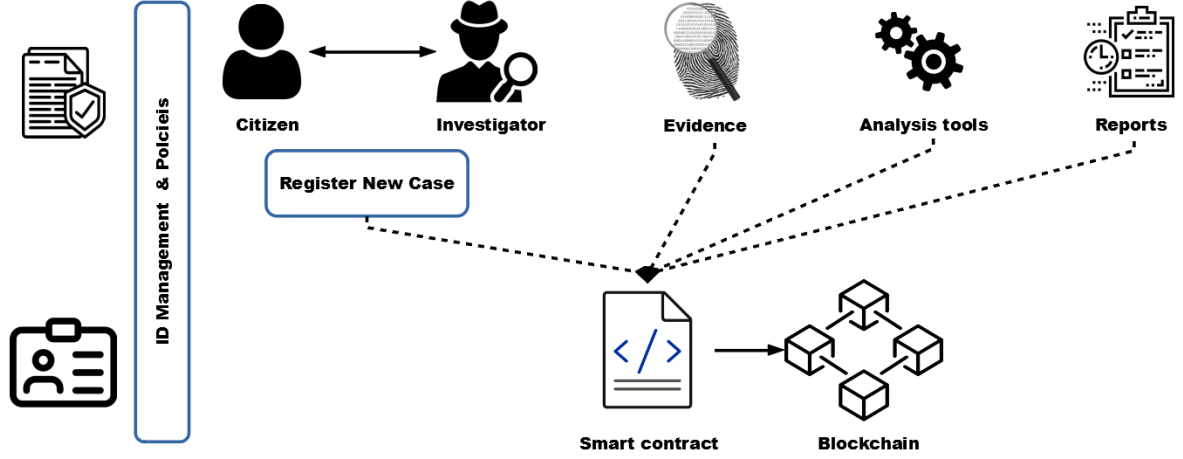 ID Management & Polcieis
Citizen
Investigator
Evidence
Analysis tools
Reports
Register New Case
Smart contract
Blockchain